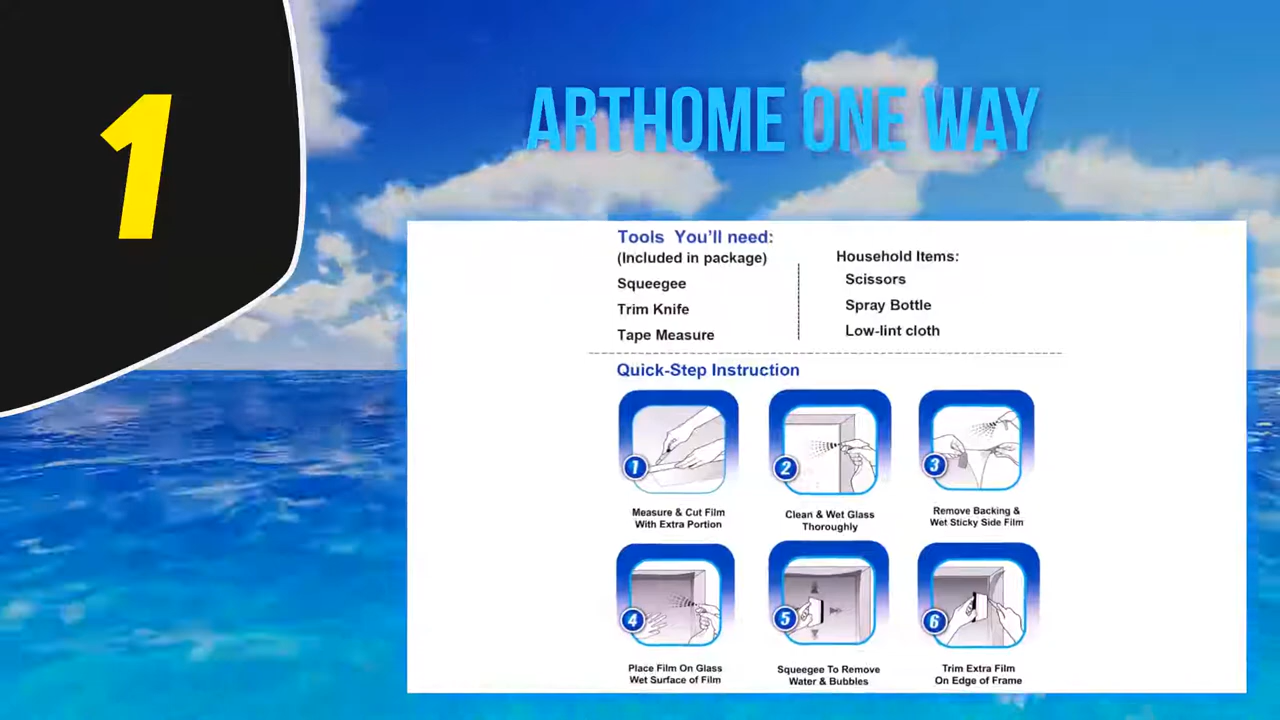 1
ARTHOME ONE WAY
Tools You'll need:
(Included in package)
Squeegee
Trim Knife
Tape Measure
Household Items:
Scissors
Spray Bottle
Low-lint cloth
Quick-Step Instruction
1
Measure & Cut Film
With Extra Portion
2
Clean & Wet Glass
Thoroughly
3
Remove Backing &
Wet Sticky Side Film
4
Place Film On Glass
Wet Surface of Film
5
Squeegee To Remove
Water & Bubbles
6
Trim Extra Film
On Edge of Frame